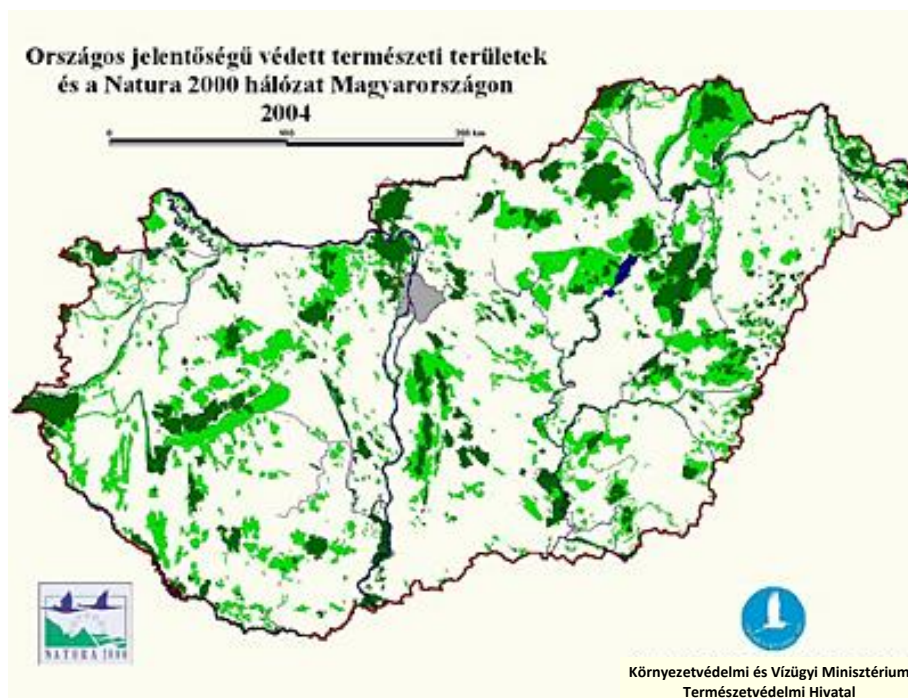 Országos jelentőségű védett természeti területek
és a Natura 2000 hálózat Magyarországon
2004
0
200 km
NATURA 2000
Környezetvédelmi és Vízügyi Minisztérium
Természetvédelmi Hivatal